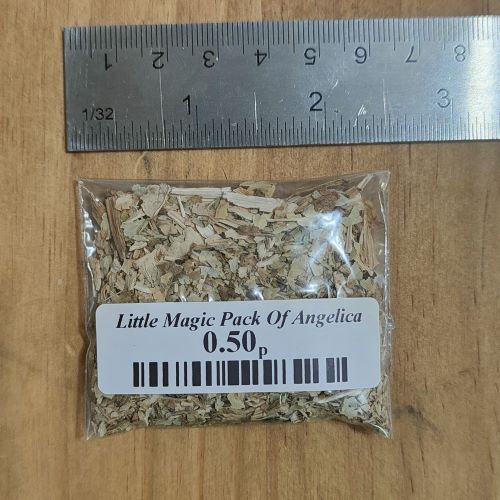 1 2 3 4 5 6 7 8
1/32 1 2 3
Little Magic Pack Of Angelica
0.50p